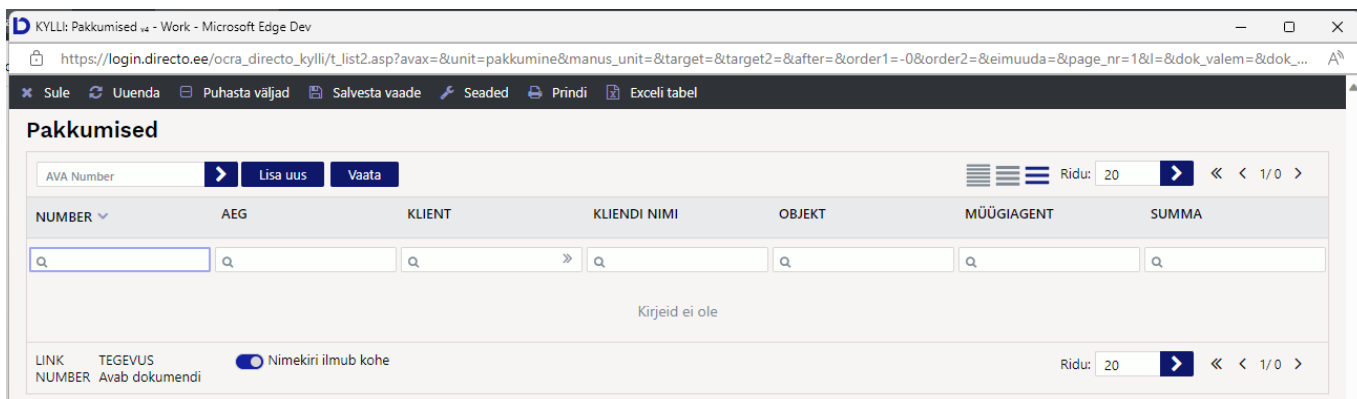 KYLLI: Pakkumised v4 - Work - Microsoft Edge Dev
https://login.directo.ee/ocra_directo_kylli/t_list2.asp?avax=&unit=pakkumine&manus_unit=&target=&target2=&after=&order1=-0&order2=&eimuuda=&page_nr=1&l=&dok_valem=&dok_...
Sule Uuenda Puhasta väljad Salvesta vaade Seaded Prindi Exceli tabel
Pakkumised
AVA Number Lisa uus Vaata Ridu: 20 1/ 0
NUMBER AEG KLIENT KLIENDI NIMI OBJEKT MÜÜGIAGENT SUMMA
Kirjeid ei ole
LINK TEGEVUS Nimekiri ilmub kohe Ridu: 20 1/ 0
NUMBER Avab dokumendi